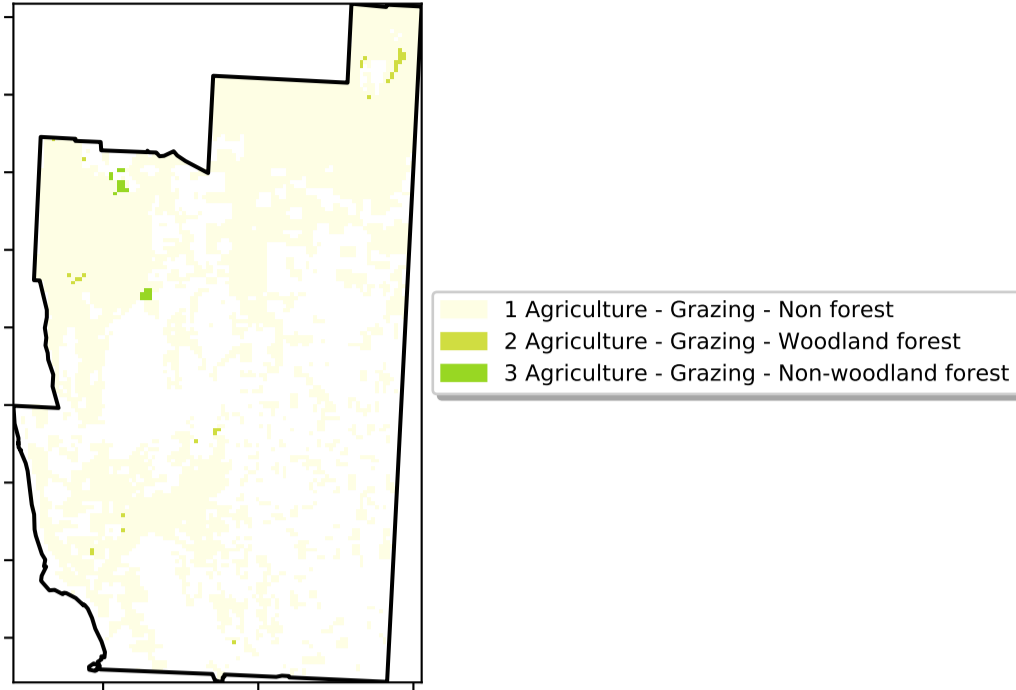 1 Agriculture - Grazing - Non forest
2 Agriculture - Grazing - Woodland forest
3 Agriculture - Grazing - Non-woodland forest